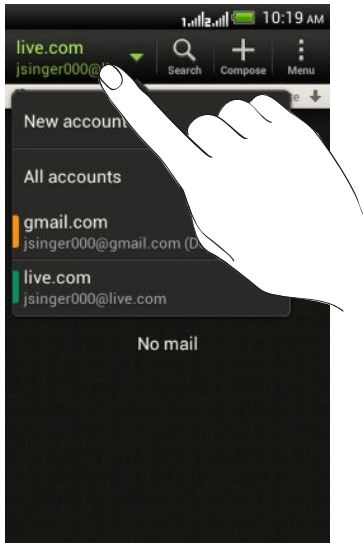 10:19 AM
live.com
jsinger000@
Search
Compose
Menu
New account
All accounts
gmail.com
jsinger000@gmail.com (D
live.com
jsinger000@live.com
No mail